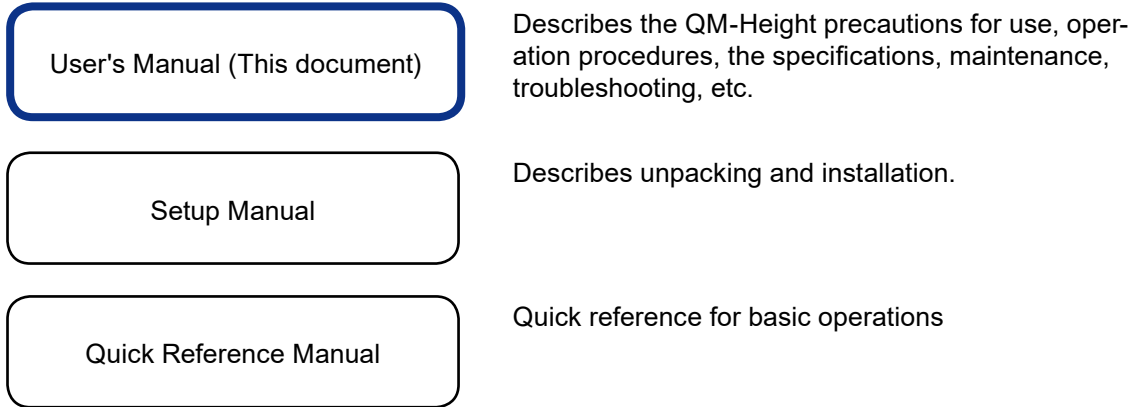 User's Manual (This document)
Describes the QM-Height precautions for use, oper-
ation procedures, the specifications, maintenance,
troubleshooting, etc.
Setup Manual
Describes unpacking and installation.
Quick Reference Manual
Quick reference for basic operations